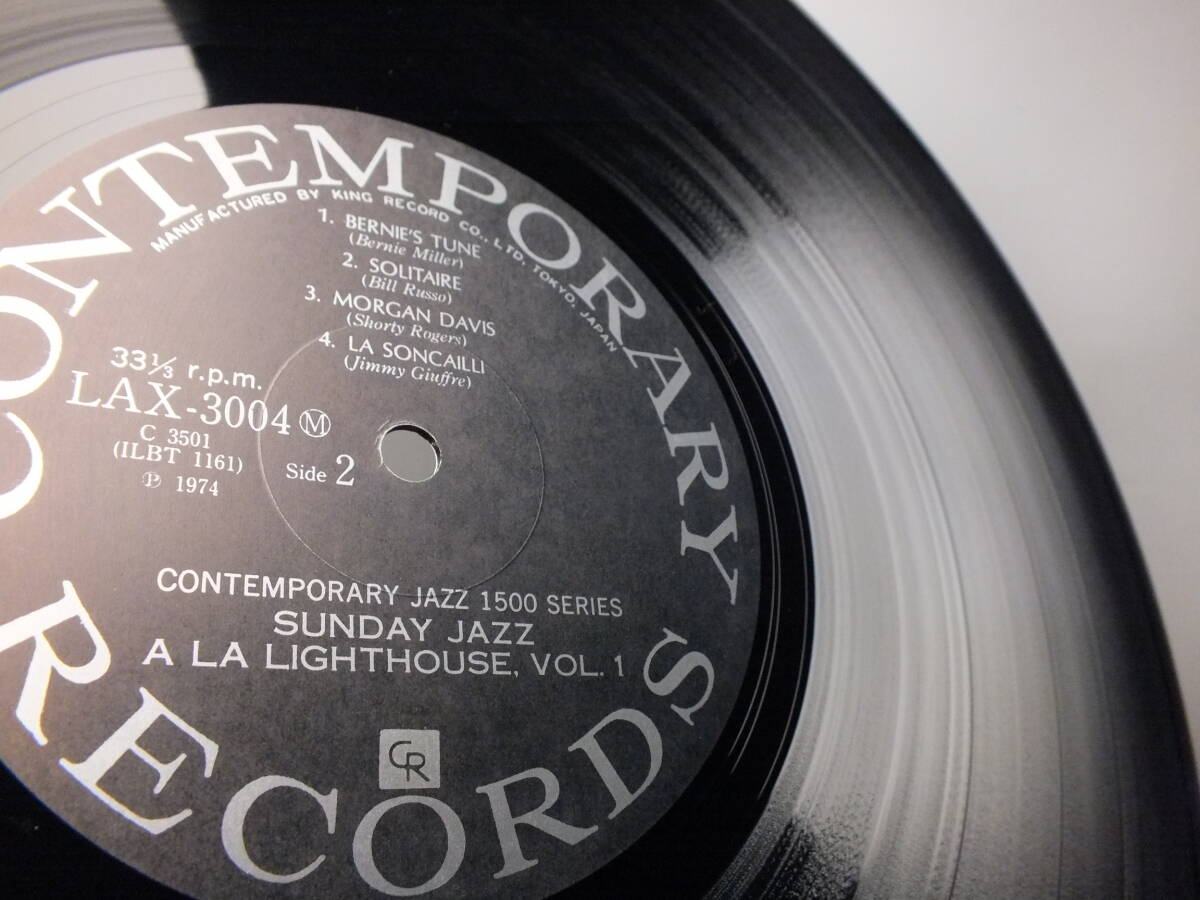 CONTEMPORARY
MANUFACTURED BY KING RECORD CO., LTD, TOKYO, JAPAN
1. BERNIE'S TUNE
(Bernie Miller)
2. SOLITAIRE
(Bill Russo)
3. MORGAN DAVIS
(Shorty Rogers)
4. LA SONCAILLI
(Jimmy Giuffre)
33⅓ r.p.m.
LAX-3004 Ⓜ
C 3501
(ILBT 1161)
Ⓟ 1974
Side 2
CONTEMPORARY JAZZ 1500 SERIES
SUNDAY JAZZ
A LA LIGHTHOUSE, VOL. 1
CR
RECORDS